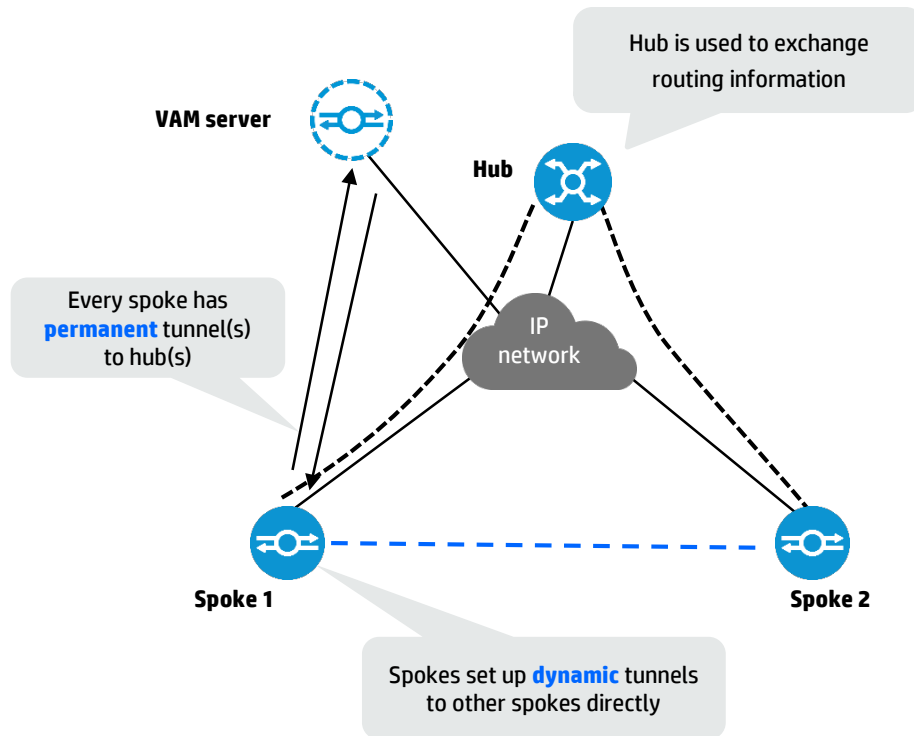 Hub is used to exchange
routing information
VAM server
Hub
Every spoke has
permanent tunnel(s)
to hub(s)
IP
network
Spoke 1
Spoke 2
Spokes set up dynamic tunnels
to other spokes directly